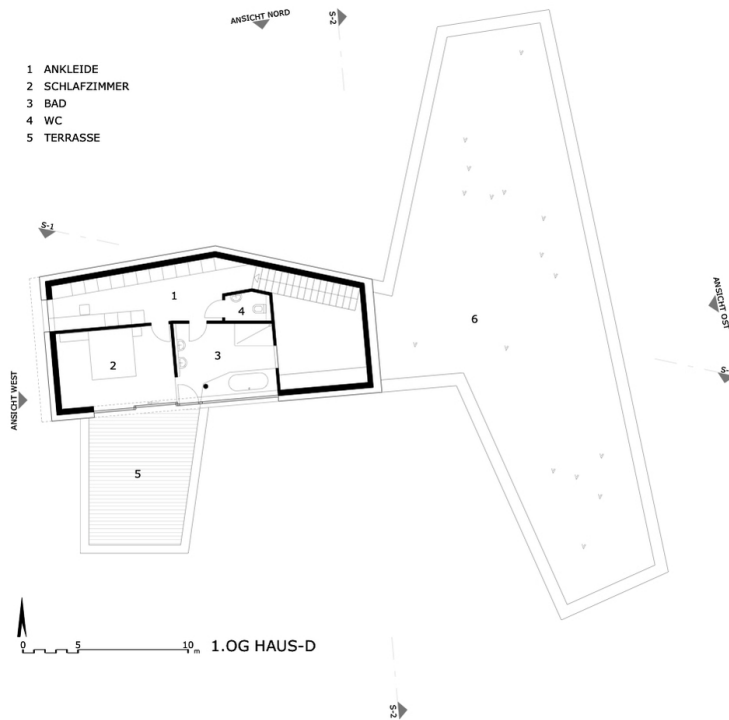 ANSICHT NORD
S-2
1 ANKLEIDE
2 SCHLAFZIMMER
3 BAD
4 WC
5 TERRASSE
S-1
1
4
6
ANSICHT OST
3
2
S-
ANSICHT WEST
5
0 5 10 m
1.OG HAUS-D
S-2